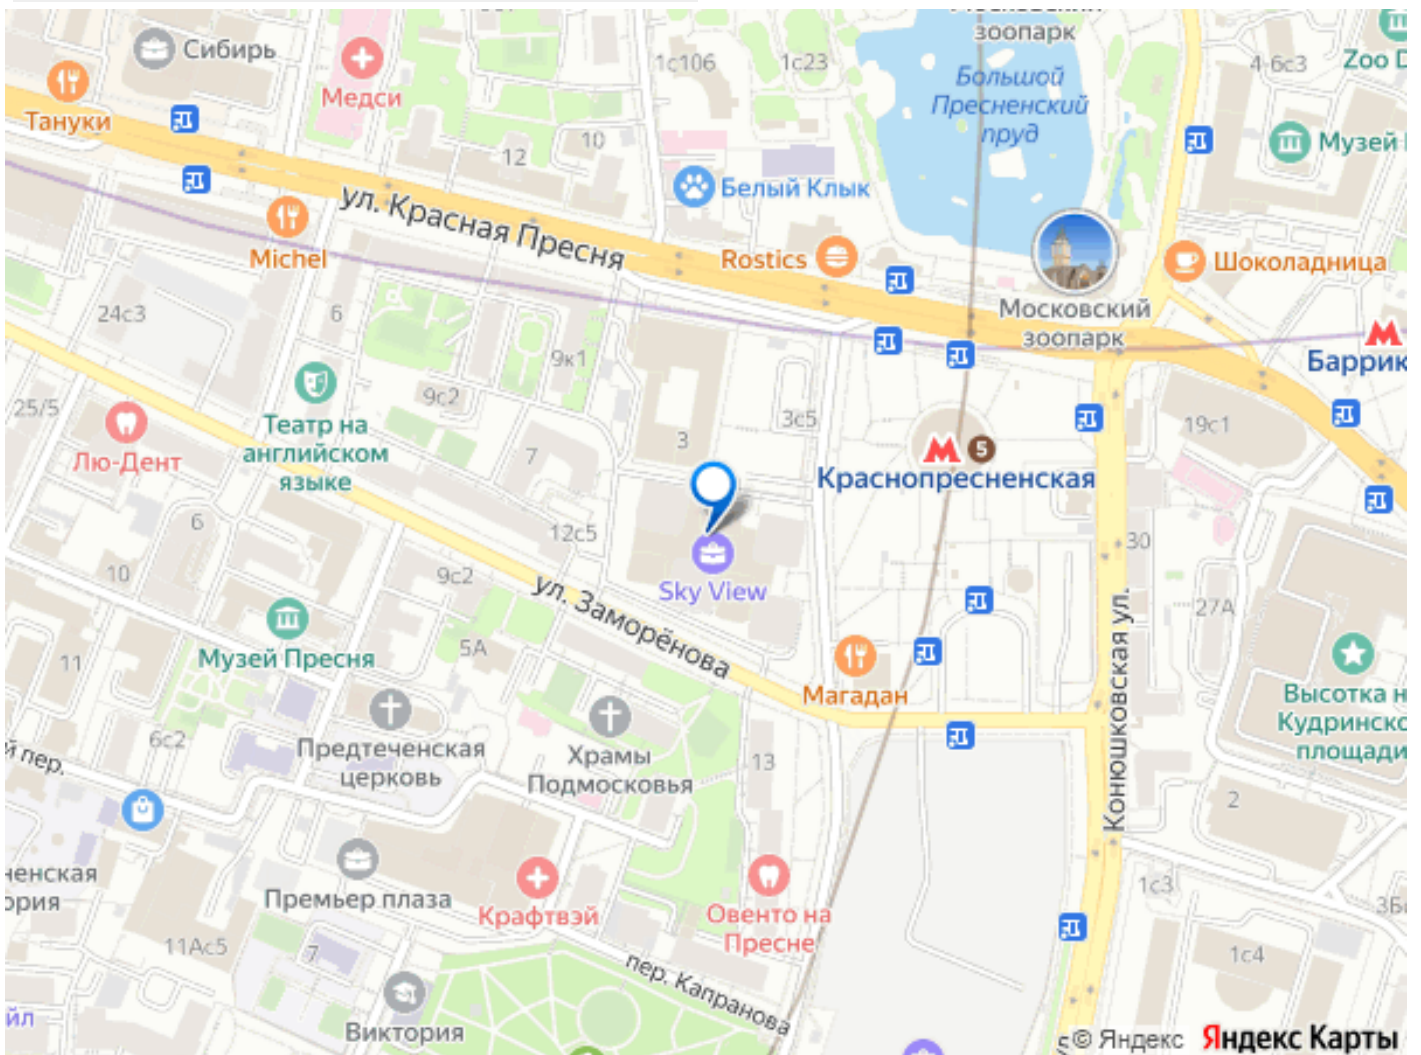 зоопарк
Сибирь
Медси
Тануки
1с106
1с23
Большой
Пресненский
пруд
4-6с3
Zoo D
Музей
12
10
Белый Клык
ул. Красная Пресня
Michel
Rostics
Шоколадница
Московский
зоопарк
24с3
6
9к1
9с2
25/5
Театр на
английском
языке
Лю-Дент
7
3
3с5
Краснопресненская
5
Баррик
19с1
6
12с5
30
10
9с2
Sky View
ул. Заморёнова
27А
11
Музей Пресня
5А
Магадан
Конюшковская ул.
Высотка н
Кудринско
площади
6с2
й пер.
Предтеченская
церковь
Храмы
Подмосковья
13
2
ненская
ория
Премьер плаза
Крафтвэй
Овенто на
Пресне
1с3
11Ас5
7
1с4
пер. Капранова
Виктория
йл
© Яндекс Яндекс Карты